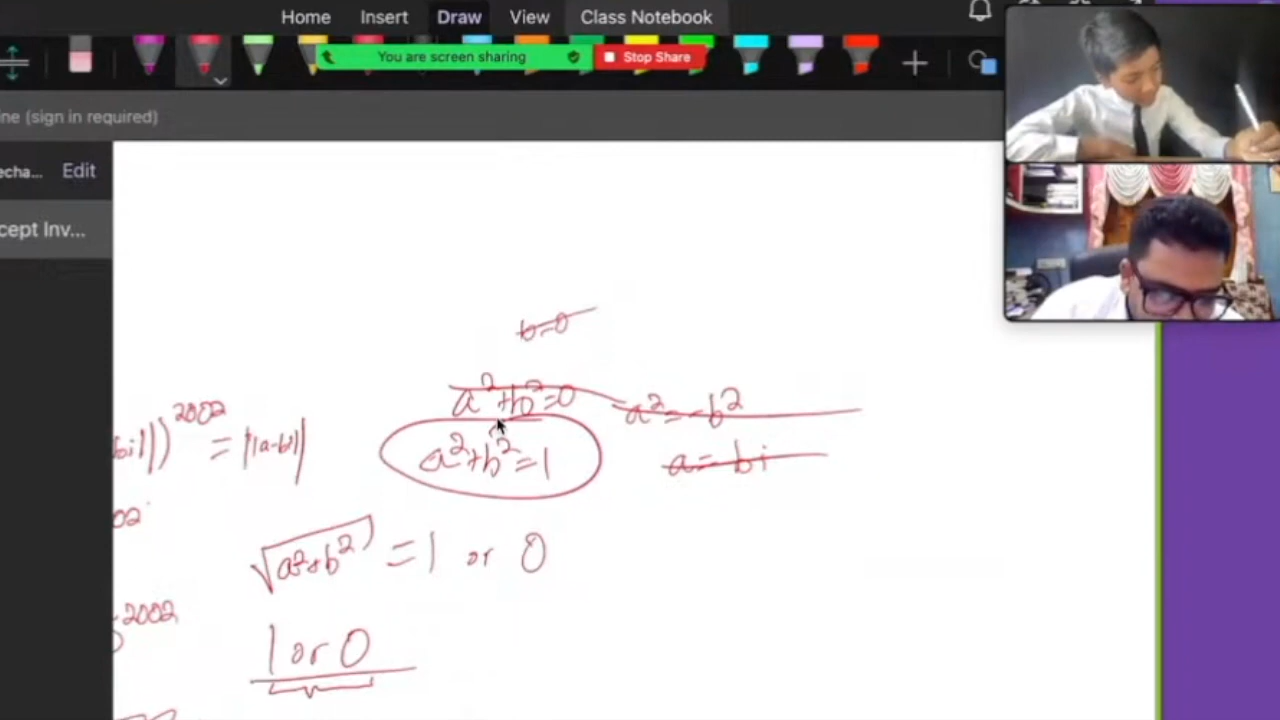 Home Insert Draw View Class Notebook
You are screen sharing Stop Share
ne (sign in required)
echa... Edit
cept Inv...
b=0
a²+b²=0 a²=-b²
bi||)²⁰⁰² = ||a-bi|| a²+b²=1 a=bi
02
√a²+b² = 1 or 0
2002
1 or 0